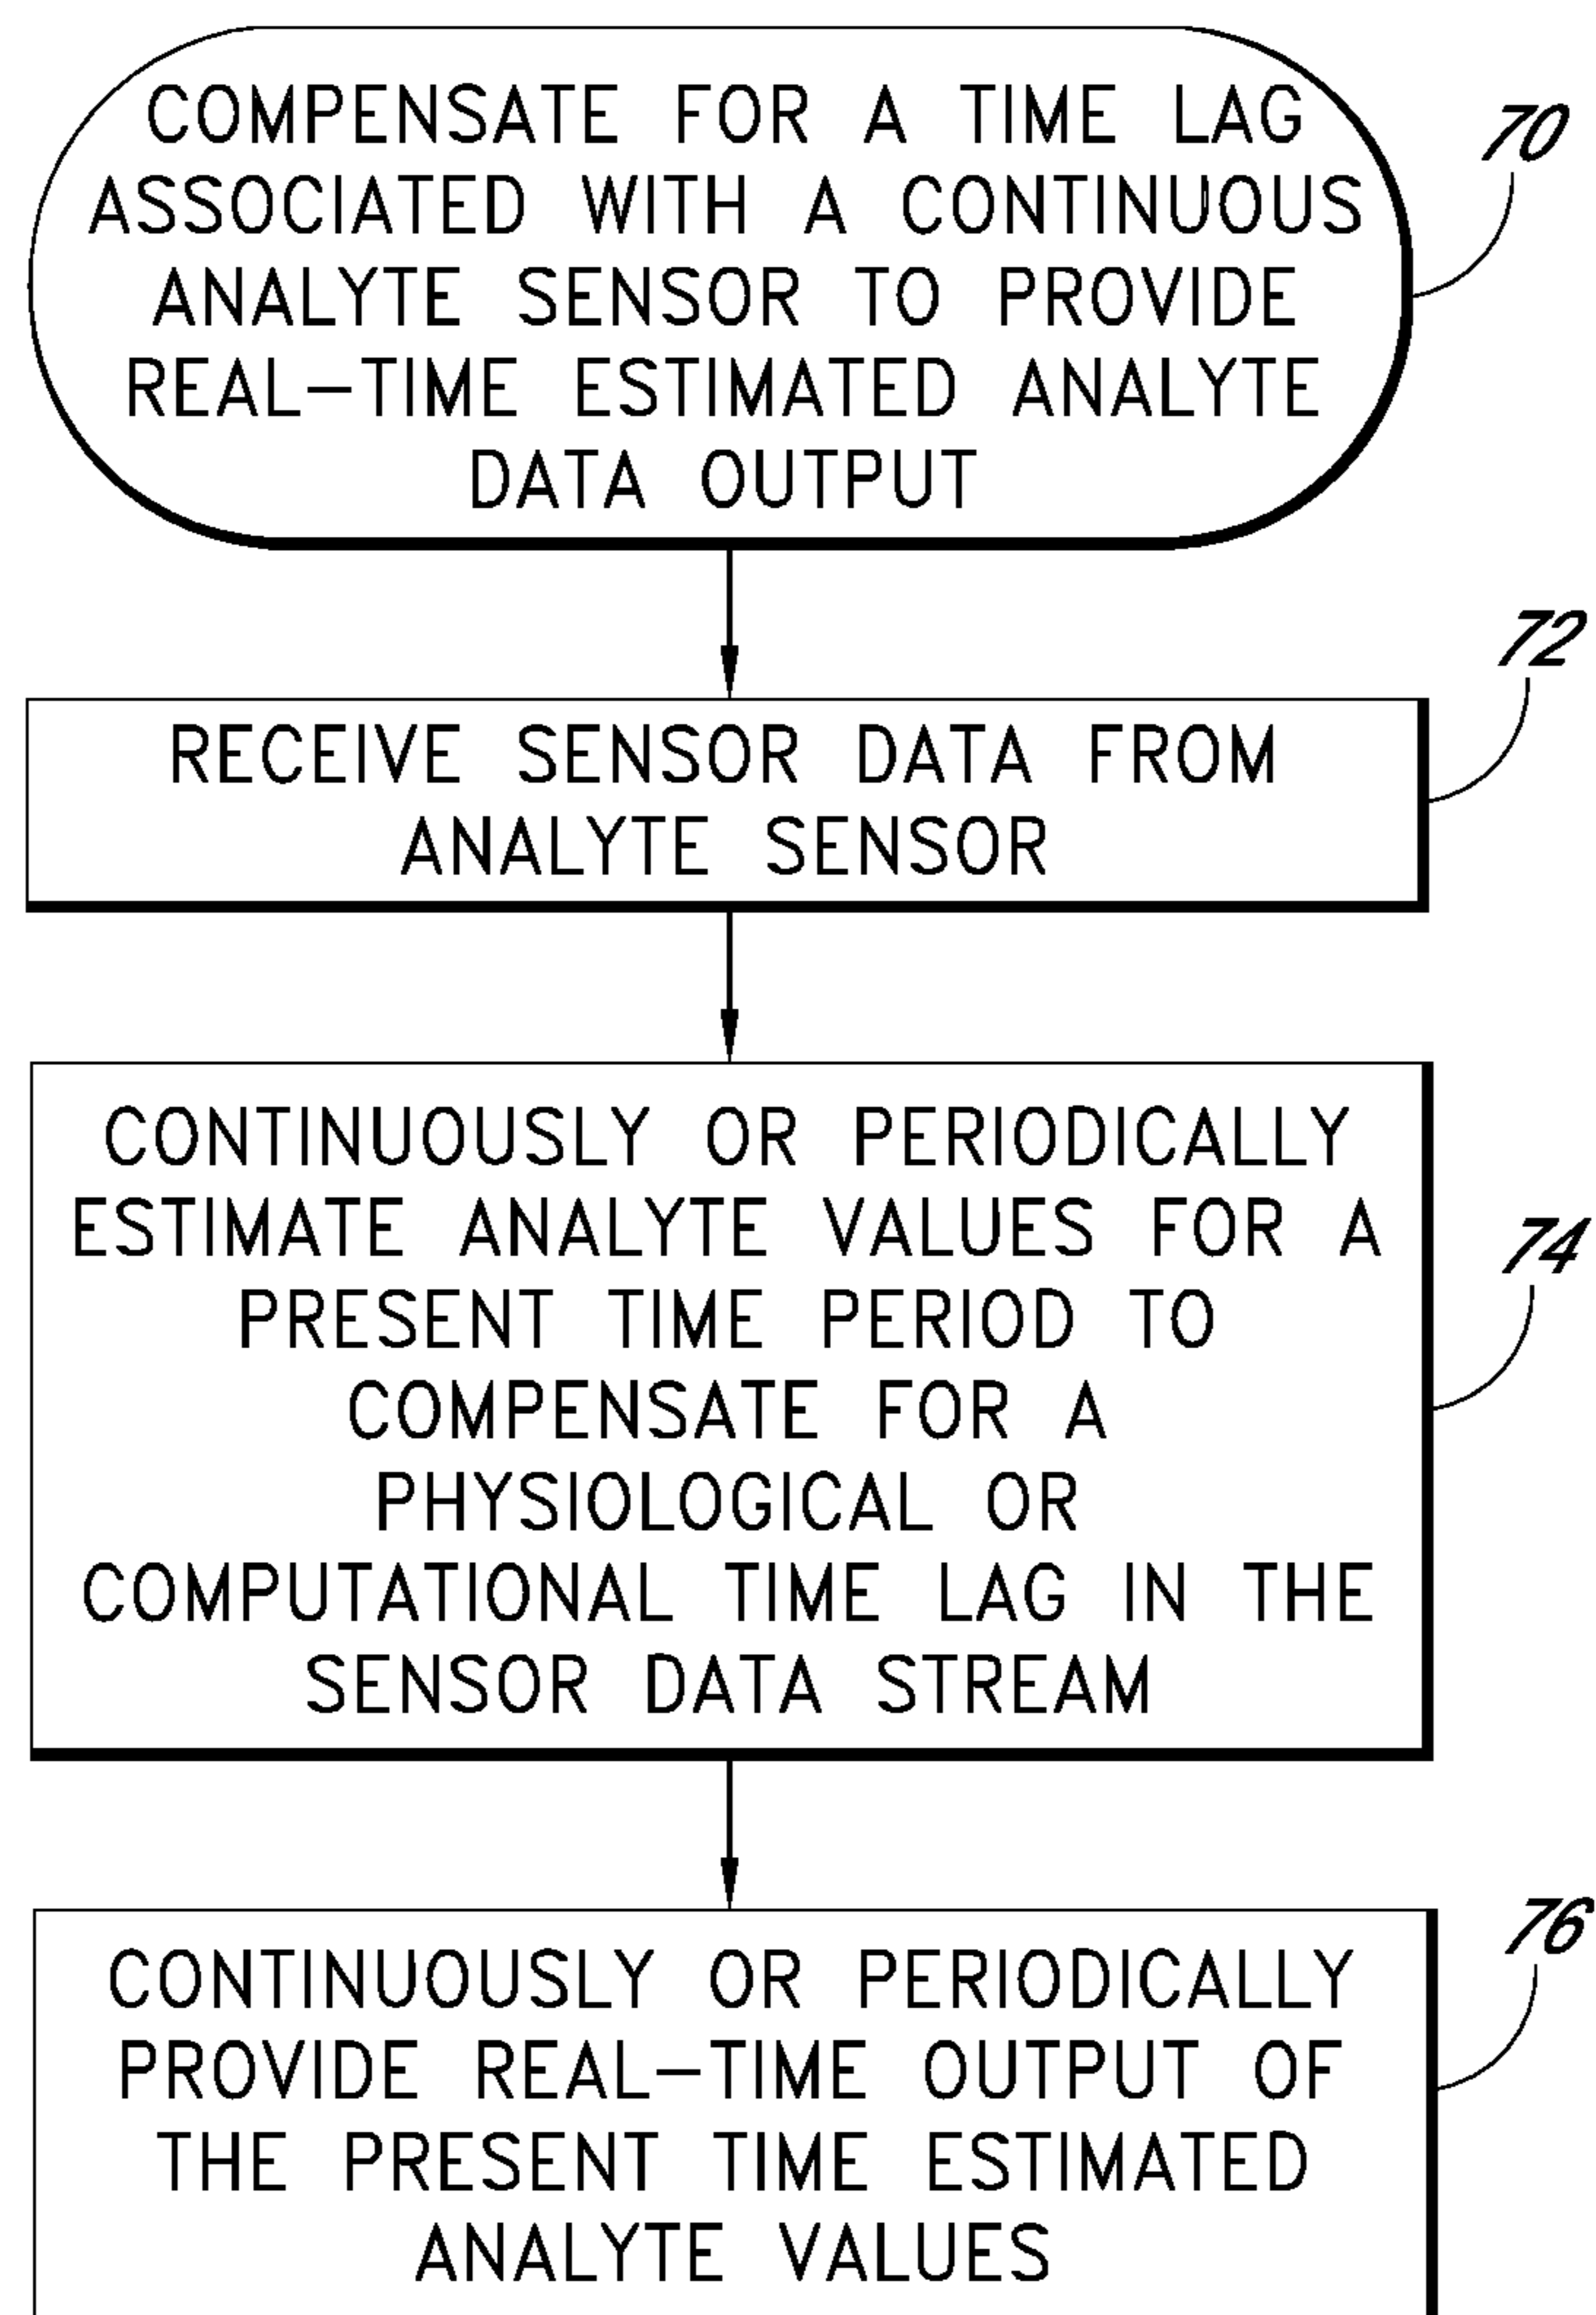 COMPENSATE FOR A TIME LAG
ASSOCIATED WITH A CONTINUOUS
ANALYTE SENSOR TO PROVIDE
REAL-TIME ESTIMATED ANALYTE
DATA OUTPUT
70
72
RECEIVE SENSOR DATA FROM
ANALYTE SENSOR
CONTINUOUSLY OR PERIODICALLY
ESTIMATE ANALYTE VALUES FOR A
PRESENT TIME PERIOD TO
COMPENSATE FOR A
PHYSIOLOGICAL OR
COMPUTATIONAL TIME LAG IN THE
SENSOR DATA STREAM
74
76
CONTINUOUSLY OR PERIODICALLY
PROVIDE REAL-TIME OUTPUT OF
THE PRESENT TIME ESTIMATED
ANALYTE VALUES